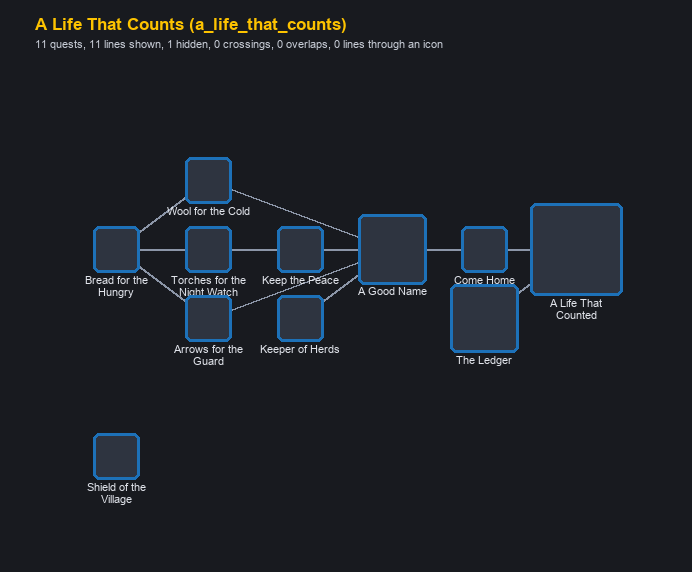 A Life That Counts (a_life_that_counts)
11 quests, 11 lines shown, 1 hidden, 0 crossings, 0 overlaps, 0 lines through an icon
Wool for the Cold
Bread for the
Hungry
Torches for the
Night Watch
Keep the Peace
A Good Name
Come Home
A Life That
Counted
Arrows for the
Guard
Keeper of Herds
The Ledger
Shield of the
Village